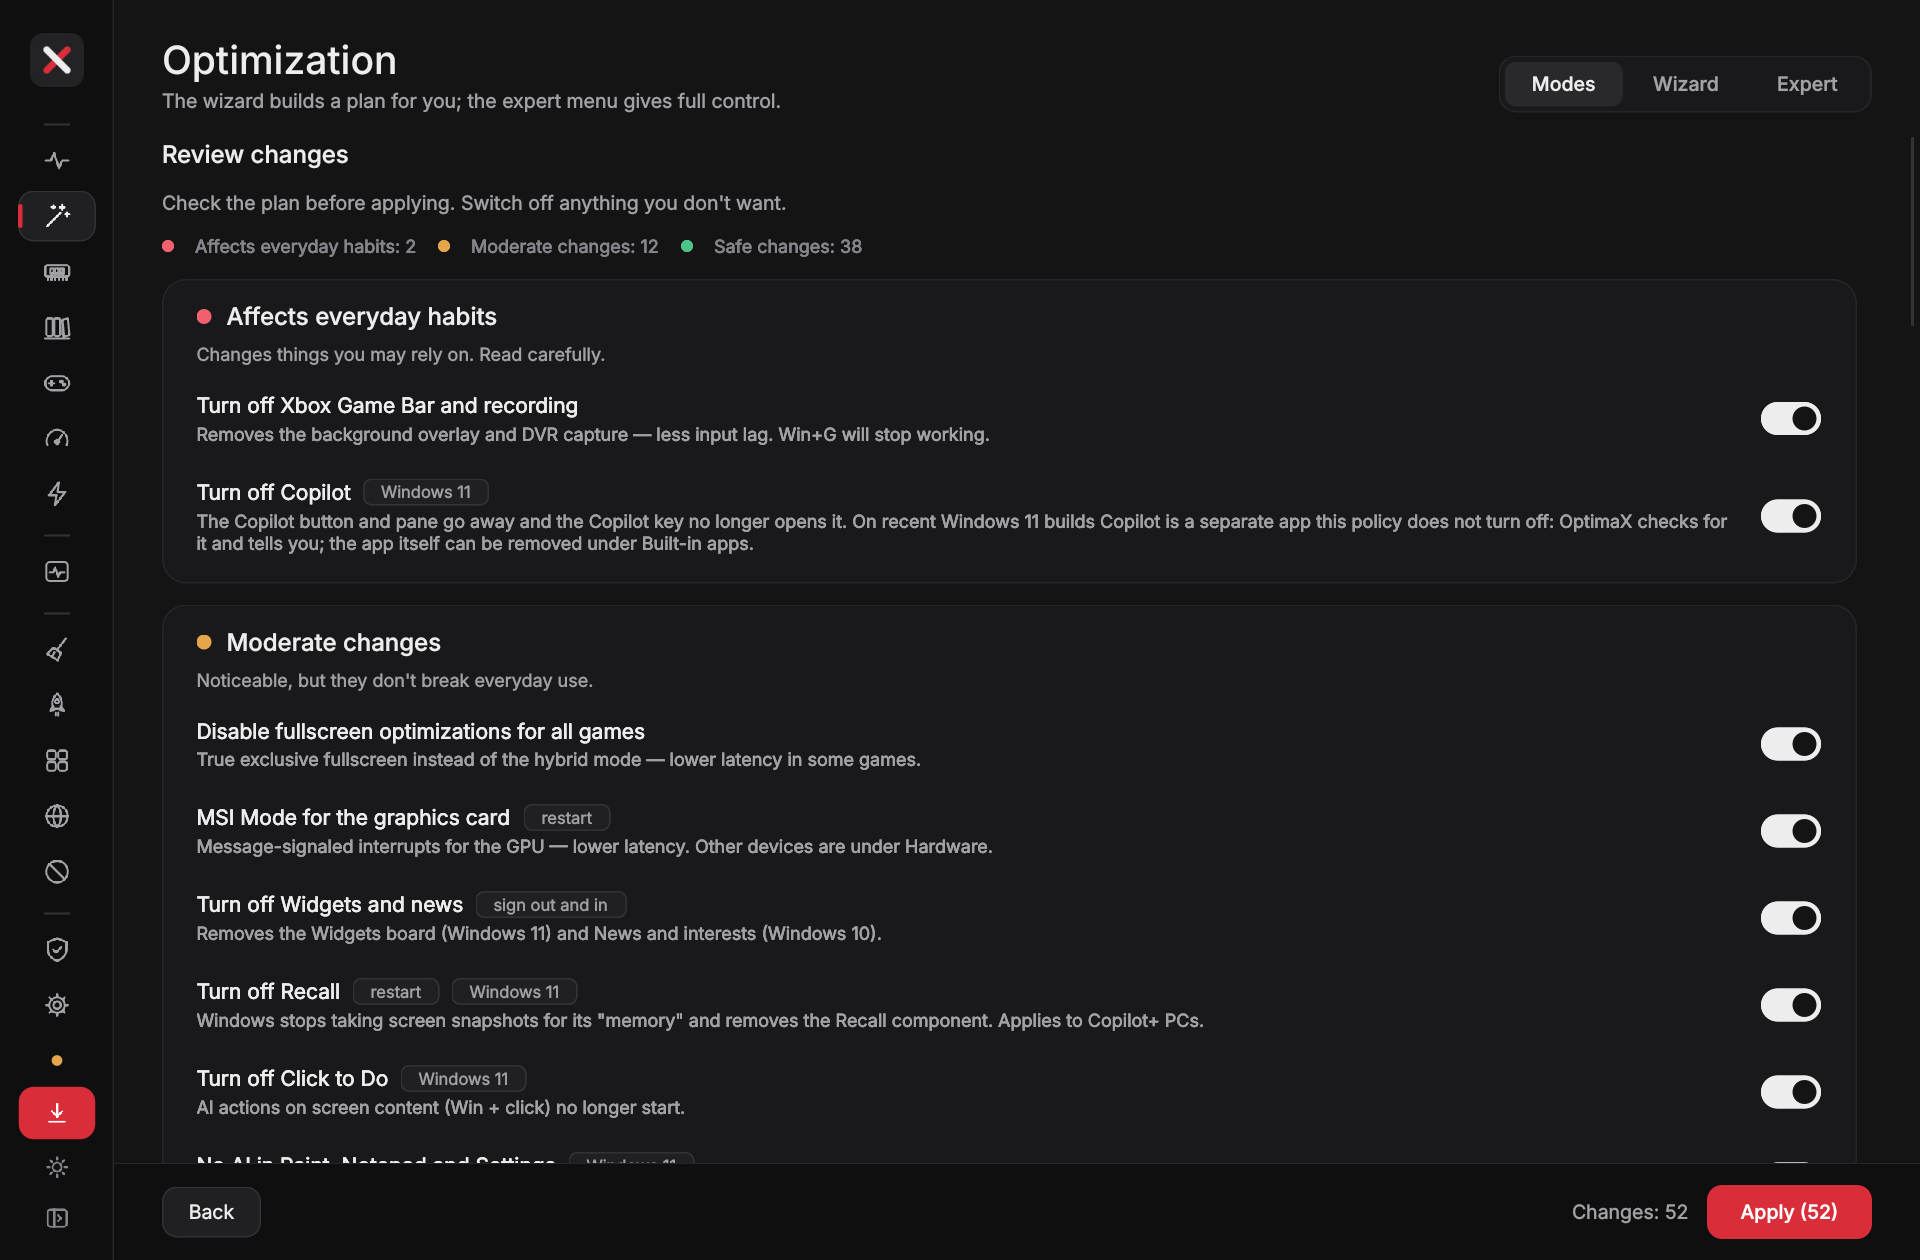 Optimization
The wizard builds a plan for you; the expert menu gives full control.
Modes
Wizard
Expert
Review changes
Check the plan before applying. Switch off anything you don't want.
Affects everyday habits: 2
Moderate changes: 12
Safe changes: 38
Affects everyday habits
Changes things you may rely on. Read carefully.
Turn off Xbox Game Bar and recording
Removes the background overlay and DVR capture — less input lag. Win+G will stop working.
Turn off Copilot
Windows 11
The Copilot button and pane go away and the Copilot key no longer opens it. On recent Windows 11 builds Copilot is a separate app this policy does not turn off: OptimaX checks for
it and tells you; the app itself can be removed under Built-in apps.
Moderate changes
Noticeable, but they don't break everyday use.
Disable fullscreen optimizations for all games
True exclusive fullscreen instead of the hybrid mode — lower latency in some games.
MSI Mode for the graphics card
restart
Message-signaled interrupts for the GPU — lower latency. Other devices are under Hardware.
Turn off Widgets and news
sign out and in
Removes the Widgets board (Windows 11) and News and interests (Windows 10).
Turn off Recall
restart
Windows 11
Windows stops taking screen snapshots for its "memory" and removes the Recall component. Applies to Copilot+ PCs.
Turn off Click to Do
Windows 11
AI actions on screen content (Win + click) no longer start.
No AI in Paint, Notepad and Settings
Windows 11
Back
Changes: 52
Apply (52)